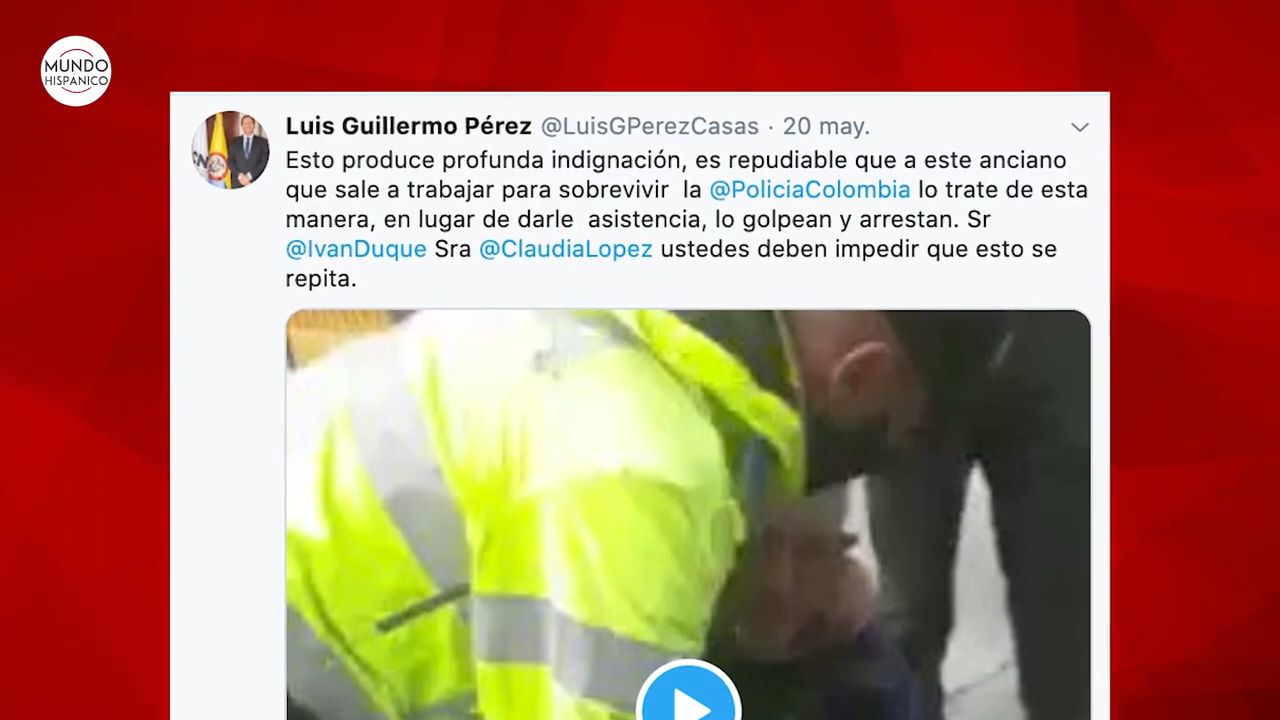 MUNDO
HISPÁNICO
Luis Guillermo Pérez @LuisGPerezCasas · 20 may.
Esto produce profunda indignación, es repudiable que a este anciano
que sale a trabajar para sobrevivir la @PoliciaColombia lo trate de esta
manera, en lugar de darle asistencia, lo golpean y arrestan. Sr
@IvanDuque Sra @ClaudiaLopez ustedes deben impedir que esto se
repita.